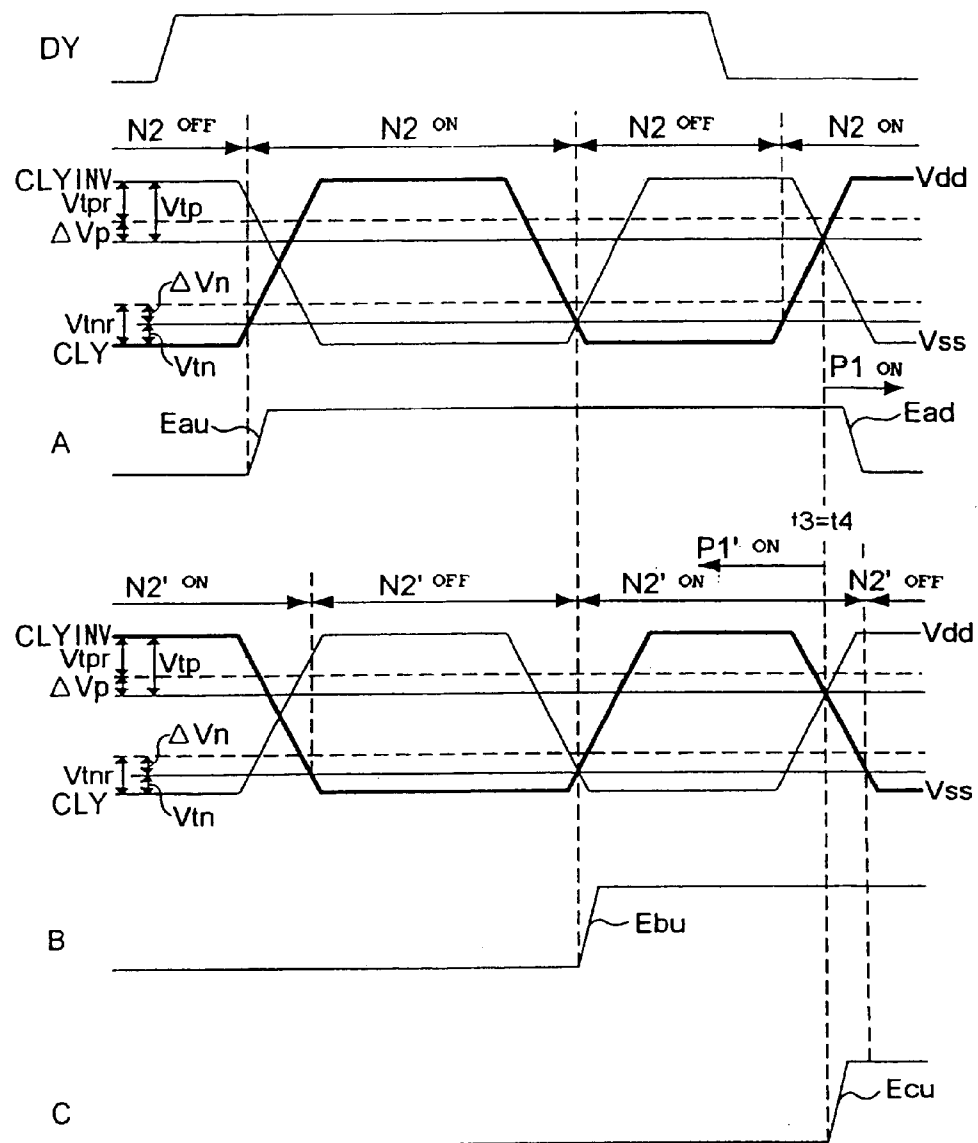 DY
N2 OFF
N2 ON
N2 OFF
N2 ON
CLYINV
Vdd
Vtpr
Vtp
ΔVp
ΔVn
Vtnr
Vtn
CLY
Vss
P1 ON
A
Eau
Ead
t3=t4
P1' ON
N2' ON
N2' OFF
N2' ON
N2' OFF
CLYINV
Vdd
Vtpr
Vtp
ΔVp
ΔVn
Vtnr
Vtn
CLY
Vss
B
Ebu
C
Ecu